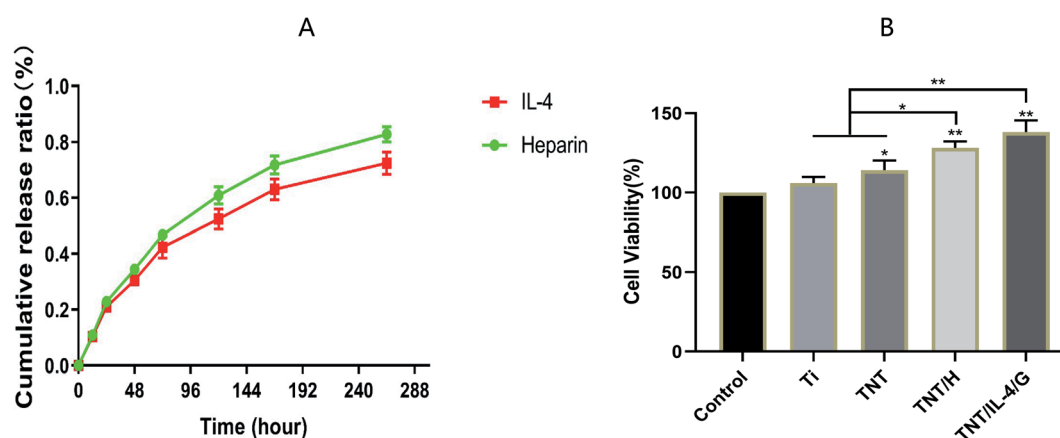 A
Cumulative release ratio(%)
1.0
0.8
0.6
0.4
0.2
0.0
0 48 96 144 192 240 288
Time (hour)
IL-4
Heparin
B
Cell Viability(%)
150
100
50
0
**
*
*
**
**
Control
Ti
TNT
TNT/H
TNT/IL-4/G